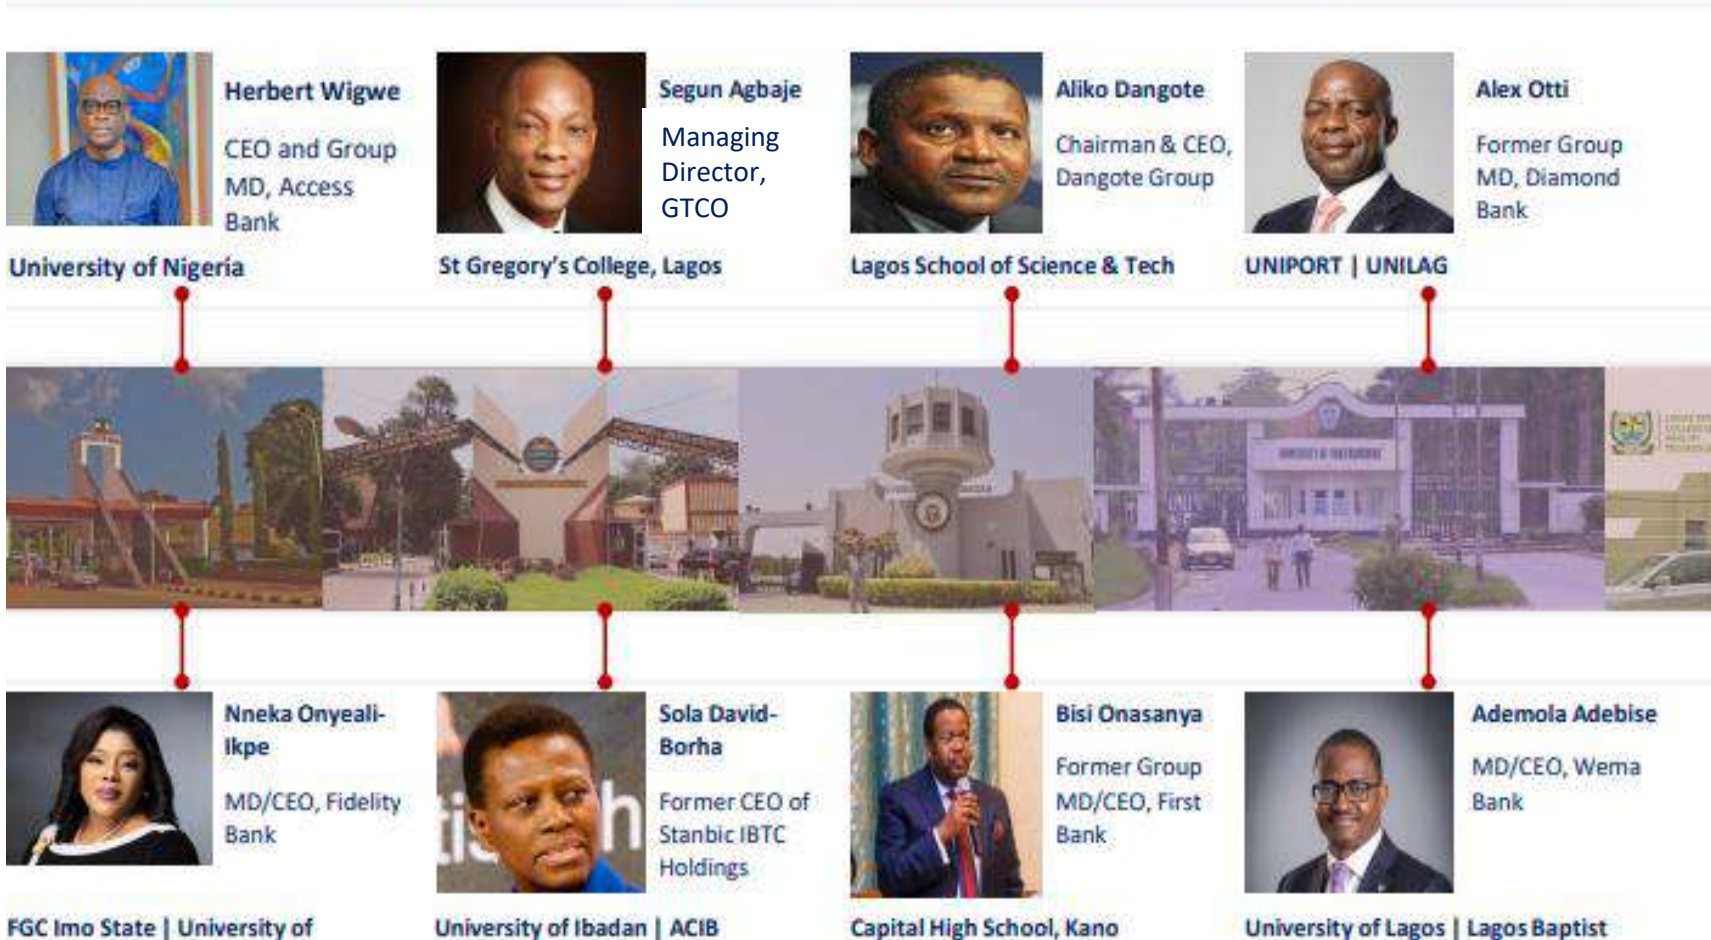 Herbert Wigwe
CEO and Group
MD, Access
Bank
University of Nigeria
Segun Agbaje
Managing
Director,
GTCO
St Gregory's College, Lagos
Aliko Dangote
Chairman & CEO,
Dangote Group
Lagos School of Science & Tech
Alex Otti
Former Group
MD, Diamond
Bank
UNIPORT | UNILAG
Nneka Onyeali-
Ikpe
MD/CEO, Fidelity
Bank
FGC Imo State | University of
Sola David-
Borha
Former CEO of
Stanbic IBTC
Holdings
University of Ibadan | ACIB
Bisi Onasanya
Former Group
MD/CEO, First
Bank
Capital High School, Kano
Ademola Adebise
MD/CEO, Wema
Bank
University of Lagos | Lagos Baptist